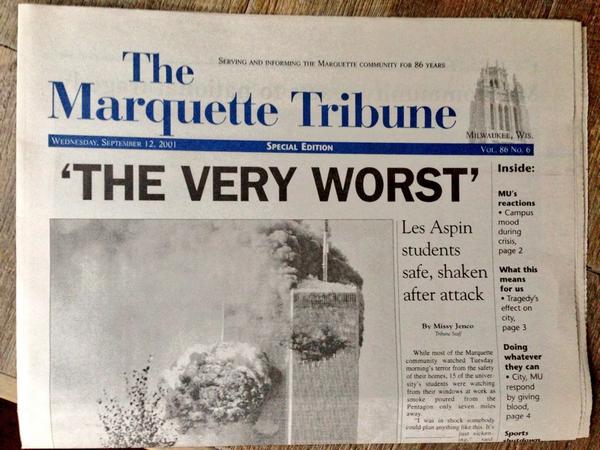 SERVING AND INFORMING THE MARQUETTE COMMUNITY FOR 86 YEARS
The
Marquette Tribune
MILWAUKEE, WIS.
WEDNESDAY, SEPTEMBER 12, 2001
SPECIAL EDITION
VOL. 86 NO. 6
'THE VERY WORST'
Les Aspin
students
safe, shaken
after attack
By Missy Jenco
Tribune Staff
While most of the Marquette
community watched Tuesday
morning's terror from the safety
of their homes, 15 of the univer-
sity's students were watching
from their windows at work as
smoke poured from the
Pentagon only seven miles
away.
"I was in shock somebody
could plan anything like this. It's
just sicken-
ing," said
Inside:
MU's
reactions
• Campus
mood
during
crisis,
page 2
What this
means
for us
• Tragedy's
effect on
city,
page 3
Doing
whatever
they can
• City, MU
respond
by giving
blood,
page 4
Sports
shutdown